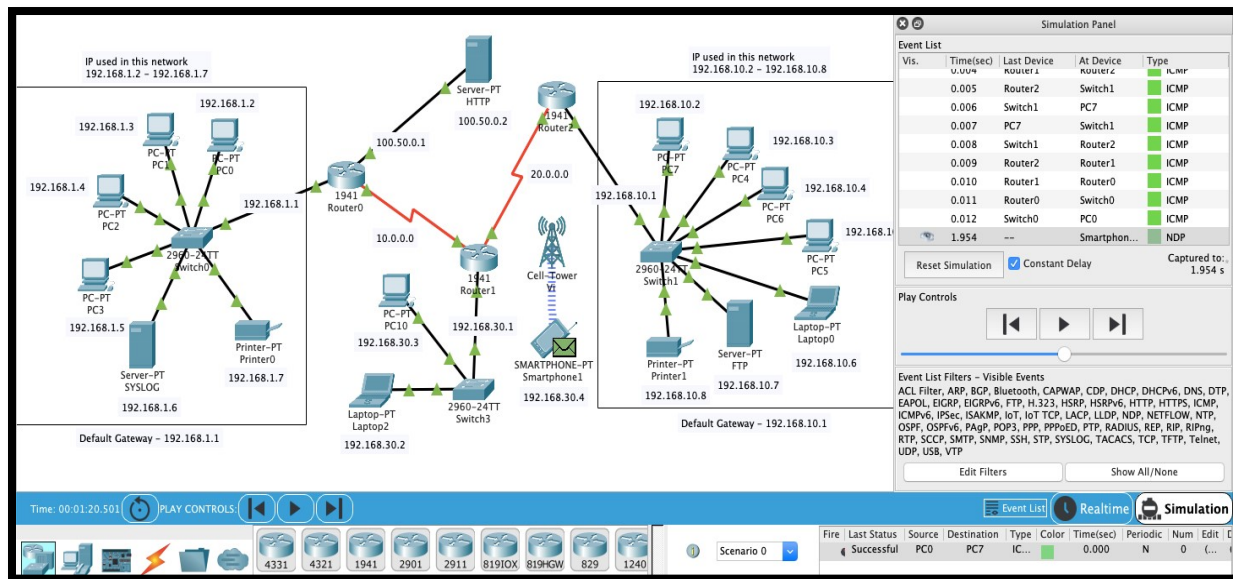 IP used in this network
192.168.1.2 - 192.168.1.7
192.168.1.2
192.168.1.3
PC-PT
PC1
PC-PT
PC0
192.168.1.4
PC-PT
PC2
192.168.1.1
2960-24TT
Switch0
PC-PT
PC3
192.168.1.5
Server-PT
SYSLOG
192.168.1.6
Printer-PT
Printer0
192.168.1.7
Default Gateway - 192.168.1.1
Server-PT
HTTP
100.50.0.2
100.50.0.1
1941
Router0
10.0.0.0
20.0.0.0
1941
Router2
1941
Router1
Cell-Tower
PC-PT
PC10
192.168.30.3
192.168.30.1
Laptop-PT
Laptop2
192.168.30.2
2960-24TT
Switch3
SMARTPHONE-PT
Smartphone1
192.168.30.4
IP used in this network
192.168.10.2 - 192.168.10.8
192.168.10.2
PC-PT
PC7
192.168.10.3
PC-PT
PC4
192.168.10.4
PC-PT
PC6
192.168.10.1
PC-PT
PC5
2960-24TT
Switch1
Laptop-PT
Laptop0
192.168.10.6
Server-PT
FTP
192.168.10.7
Printer-PT
Printer1
192.168.10.8
Default Gateway - 192.168.10.1
Simulation Panel
Event List
Vis. Time(sec) Last Device At Device Type
0.004 Router1 Router2 ICMP
0.005 Router2 Switch1 ICMP
0.006 Switch1 PC7 ICMP
0.007 PC7 Switch1 ICMP
0.008 Switch1 Router2 ICMP
0.009 Router2 Router1 ICMP
0.010 Router1 Router0 ICMP
0.011 Router0 Switch0 ICMP
0.012 Switch0 PC0 ICMP
1.954 -- Smartphon... NDP
Reset Simulation Constant Delay Captured to:
1.954 s
Play Controls
Event List Filters - Visible Events
ACL Filter, ARP, BGP, Bluetooth, CAPWAP, CDP, DHCP, DHCPv6, DNS, DTP,
EAPOL, EIGRP, EIGRPv6, FTP, H.323, HSRP, HSRPv6, HTTP, HTTPS, ICMP,
ICMPv6, IPSec, ISAKMP, IoT, IoT TCP, LACP, LLDP, NDP, NETFLOW, NTP,
OSPF, OSPFv6, PAgP, POP3, PPP, PPPoED, PTP, RADIUS, REP, RIP, RIPng,
RTP, SCCP, SMTP, SNMP, SSH, STP, SYSLOG, TACACS, TCP, TFTP, Telnet,
UDP, USB, VTP
Edit Filters Show All/None
Time: 00:01:20.501 PLAY CONTROLS: Event List Realtime Simulation
4331 4321 1941 2901 2911 819IOX 819HGW 829 1240
Scenario 0
Fire Last Status Source Destination Type Color Time(sec) Periodic Num Edit
Successful PC0 PC7 IC... 0.000 N 0 (...